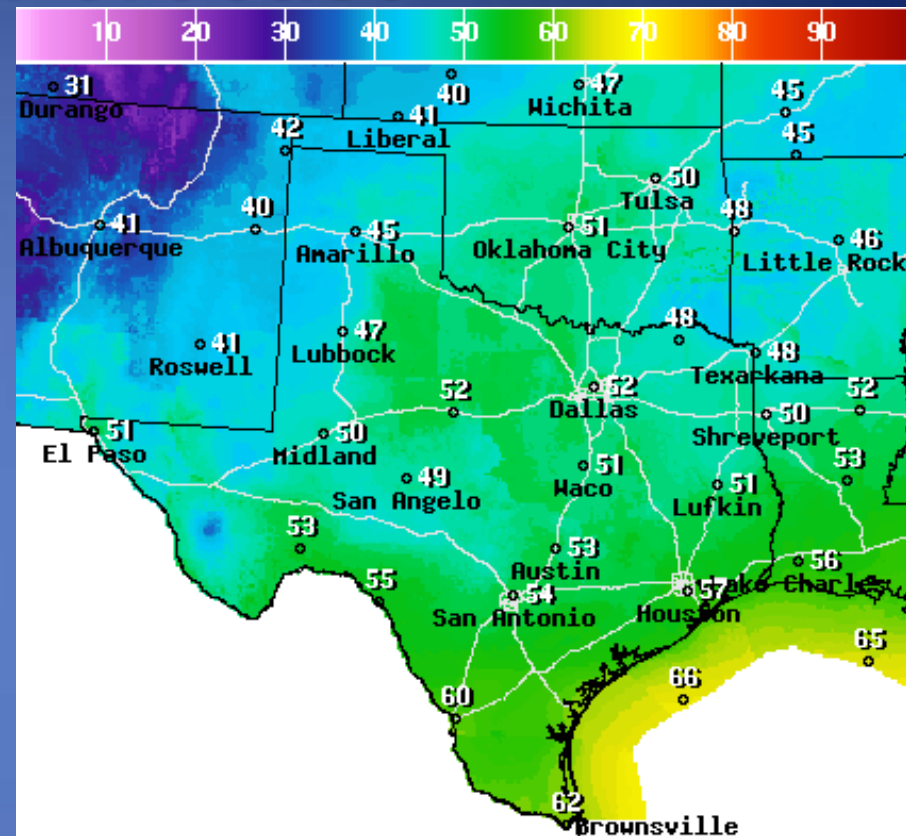 10 20 30 40 50 60 70 80 90
31
Durango
40
47
Wichita
45
41
Liberal
42
45
50
Tulsa
41
Albuquerque
40
45
Amarillo
51
Oklahoma City
48
46
Little Rock
41
Roswell
47
Lubbock
48
48
Texarkana
52
52
Dallas
50
Shreveport
52
51
El Paso
50
Midland
49
San Angelo
51
Waco
51
Lufkin
53
53
53
Austin
56
Lake Charles
55
54
San Antonio
57
Houston
65
66
60
62
Brownsville